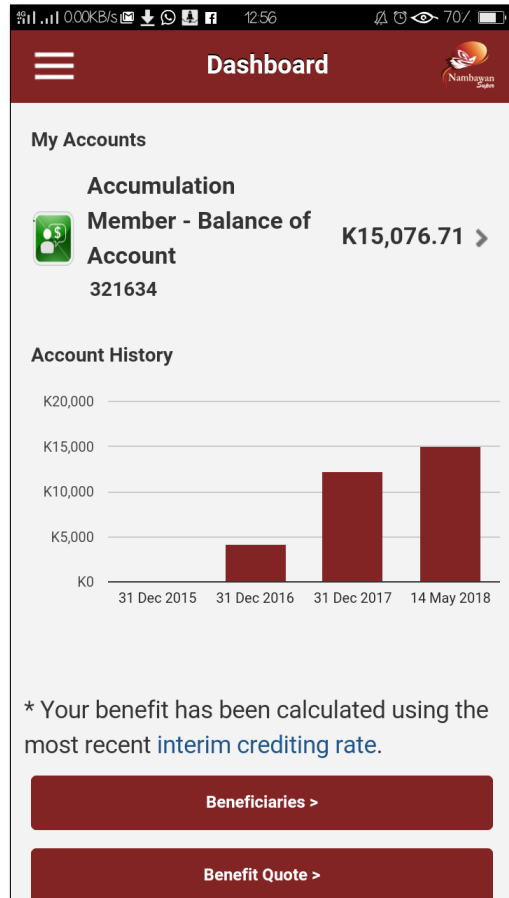 4G 0.00KB/s 12:56 70%
Dashboard
Nambawan
Super
My Accounts
Accumulation
Member - Balance of
Account
K15,076.71 >
321634
Account History
K20,000
K15,000
K10,000
K5,000
K0
31 Dec 2015 31 Dec 2016 31 Dec 2017 14 May 2018
* Your benefit has been calculated using the
most recent interim crediting rate.
Beneficiaries >
Benefit Quote >